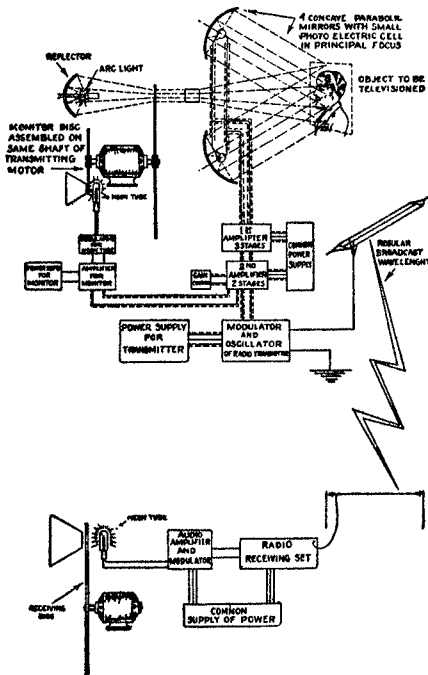 4 CONCAVE PARABOLIC
MIRRORS WITH SMALL
PHOTO ELECTRIC CELL
IN PRINCIPAL FOCUS
REFLECTOR
ARC LIGHT
OBJECT TO BE
TELEVISIONED
MONITOR DISC
ASSEMBLED ON
SAME SHAFT OF
TRANSMITTING
MOTOR
NEON TUBE
REGULAR
BROADCAST
WAVELENGHT
1ST
AMPLIFIER
3 STAGES
COMMON
POWER
SUPPLY
2ND
AMPLIFIER
2 STAGES
GAIN
CONTROL
AMPLIFIER
FOR
MONITOR
FOR
MONITOR
POWER SUPPLY
FOR
TRANSMITTER
MODULATOR
AND
OSCILLATOR
OF RADIO TRANSMITTER
NEON TUBE
AUDIO
AMPLIFIER
AND
MODULATOR
RADIO
RECEIVING SET
RECEIVING
DISC
COMMON
SUPPLY OF POWER